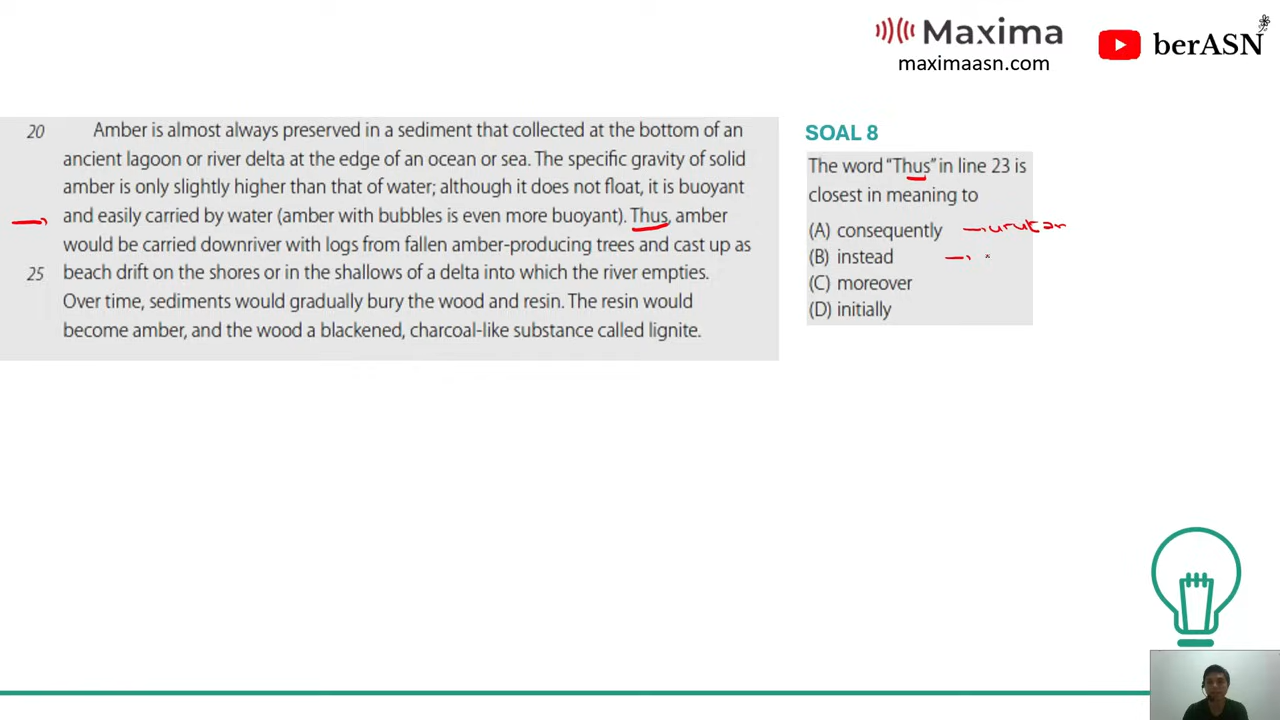 Maxima
maximaasn.com
berASN
20 Amber is almost always preserved in a sediment that collected at the bottom of an
ancient lagoon or river delta at the edge of an ocean or sea. The specific gravity of solid
amber is only slightly higher than that of water; although it does not float, it is buoyant
and easily carried by water (amber with bubbles is even more buoyant). Thus, amber
would be carried downriver with logs from fallen amber-producing trees and cast up as
25 beach drift on the shores or in the shallows of a delta into which the river empties.
Over time, sediments would gradually bury the wood and resin. The resin would
become amber, and the wood a blackened, charcoal-like substance called lignite.
SOAL 8
The word “Thus” in line 23 is
closest in meaning to
(A) consequently urutan
(B) instead
(C) moreover
(D) initially